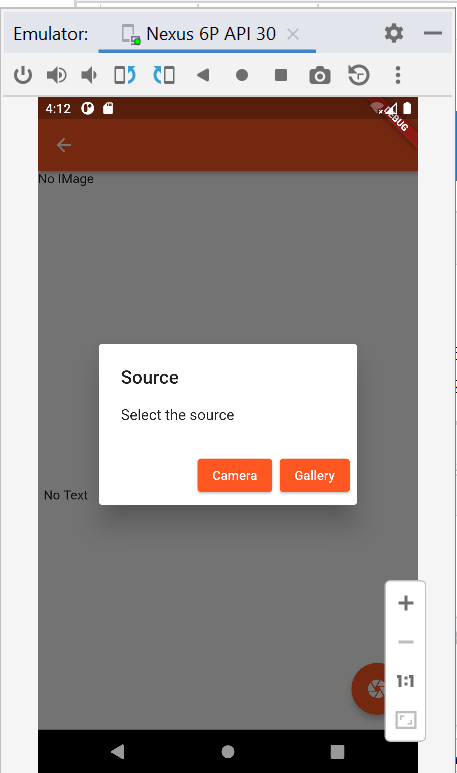 Emulator: Nexus 6P API 30
4:12
DEBUG
No IMage
Source
Select the source
Camera Gallery
No Text
1:1